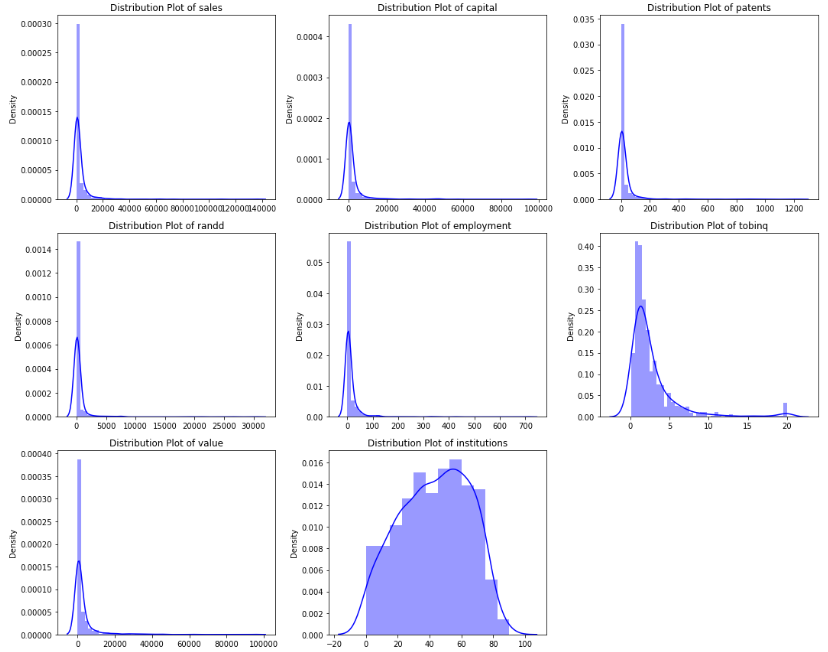 Distribution Plot of sales
Density
0.00030
0.00025
0.00020
0.00015
0.00010
0.00005
0.00000
0 20000 40000 60000 80000 100000120000140000
Distribution Plot of capital
Density
0.0004
0.0003
0.0002
0.0001
0.0000
0 20000 40000 60000 80000 100000
Distribution Plot of patents
Density
0.035
0.030
0.025
0.020
0.015
0.010
0.005
0.000
0 200 400 600 800 1000 1200
Distribution Plot of randd
Density
0.0014
0.0012
0.0010
0.0008
0.0006
0.0004
0.0002
0.0000
0 5000 10000 15000 20000 25000 30000
Distribution Plot of employment
Density
0.05
0.04
0.03
0.02
0.01
0.00
0 100 200 300 400 500 600 700
Distribution Plot of tobinq
Density
0.40
0.35
0.30
0.25
0.20
0.15
0.10
0.05
0.00
0 5 10 15 20
Distribution Plot of value
Density
0.00040
0.00035
0.00030
0.00025
0.00020
0.00015
0.00010
0.00005
0.00000
0 20000 40000 60000 80000 100000
Distribution Plot of institutions
Density
0.016
0.014
0.012
0.010
0.008
0.006
0.004
0.002
0.000
−20 0 20 40 60 80 100